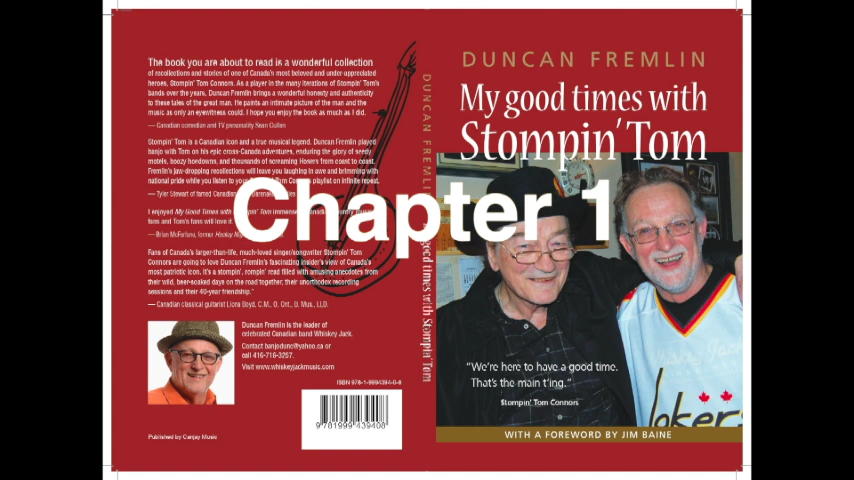 The book you are about to read is a wonderful collection
of recollections and stories of one of Canada's most beloved and under-appreciated
heroes, Stompin' Tom Connors. As a player in the many iterations of Stompin' Tom's
bands over the years, Duncan Fremlin brings a wonderful honesty and authenticity
to these tales of the great man. He paints an intimate picture of the man and the
music as only an eyewitness could. I hope you enjoy the book as much as I did.
— Canadian comedian and TV personality Sean Cullen
Stompin' Tom is a Canadian icon and a true musical legend. Duncan Fremlin played
banjo with Tom on his epic cross-Canada adventures, enduring the glory of seedy
motels, boozy hoedowns, and thousands of screaming Hosers from coast to coast.
Fremlin's jaw-dropping recollections will leave you laughing in awe and brimming with
national pride while you listen to your Tom Connors playlist on infinite repeat.
— Tyler Stewart of famed Canadian
I enjoyed My Good Times with Stompin' Tom
fans and Tom's fans will love it.
— Brian McFarlane, former Hockey
Fans of Canada's larger-than-life, much-loved singer/songwriter Stompin' Tom
Connors are going to love Duncan Fremlin's fascinating insider's view of Canada's
most patriotic icon. It's a stompin', rompin' read filled with amusing anecdotes from
their wild, beer-soaked days on the road together, their unorthodox recording
sessions and their 40-year friendship."
— Canadian classical guitarist Liona Boyd, C.M., O. Ont., D. Mus., LL.D.
Duncan Fremlin is the leader of
celebrated Canadian band Whiskey Jack.
Contact banjodunc@yahoo.ca or
call 416-716-3257.
Visit www.whiskeyjackmusic.com
ISBN 978-1-9994394-0-8
9 781999 439408
Published by Canjay Music
DUNCAN FREMLIN
good times with Stompin' Tom
Chapter 1
DUNCAN FREMLIN
My good times with
Stompin' Tom
"We're here to have a good time.
That's the main t'ing."
Stompin' Tom Connors
Jokers
WITH A FOREWORD BY JIM BAINE